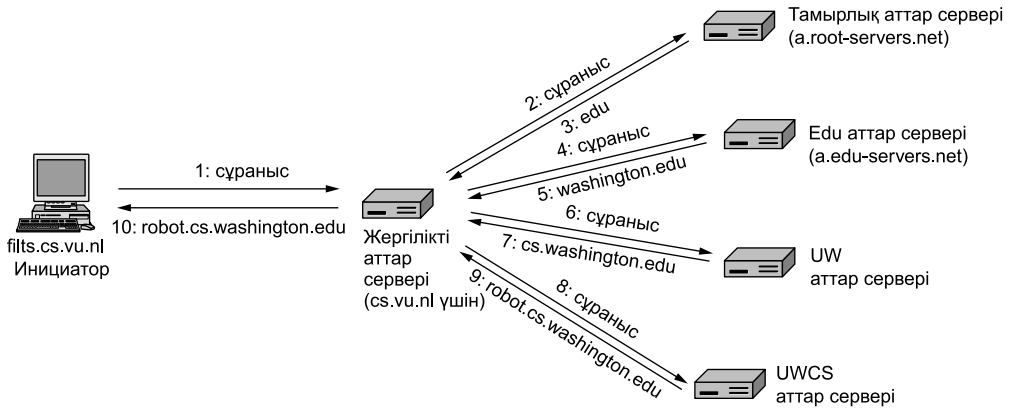 Тамырлық аттар сервері
(a.root-servers.net)
2: сұраныс
3: edu
4: сұраныс
Edu аттар сервері
(a.edu-servers.net)
5: washington.edu
1: сұраныс
10: robot.cs.washington.edu
filts.cs.vu.nl
Инициатор
Жергілікті
аттар
сервері
(cs.vu.nl үшін)
6: сұраныс
7: cs.washington.edu
UW
аттар сервері
8: сұраныс
9: robot.cs.washington.edu
UWCS
аттар сервері